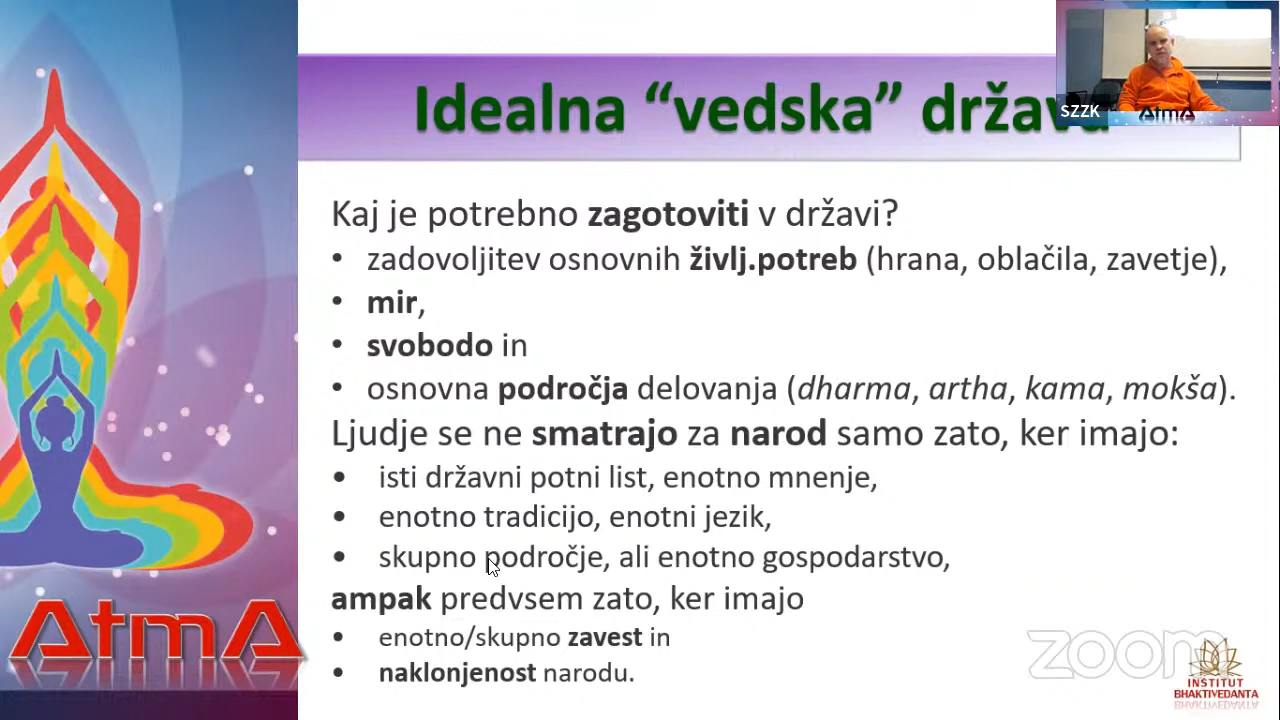 Idealna “vedska” država
SZZK
Kaj je potrebno zagotoviti v državi?
• zadovoljitev osnovnih življ.potreb (hrana, oblačila, zavetje),
• mir,
• svobodo in
• osnovna področja delovanja (dharma, artha, kama, mokša).
Ljudje se ne smatrajo za narod samo zato, ker imajo:
• isti državni potni list, enotno mnenje,
• enotno tradicijo, enotni jezik,
• skupno področje, ali enotno gospodarstvo,
ampak predvsem zato, ker imajo
• enotno/skupno zavest in
• naklonjenost narodu.
AtmA
zoom
INSTITUT
BHAKTIVEDANTA